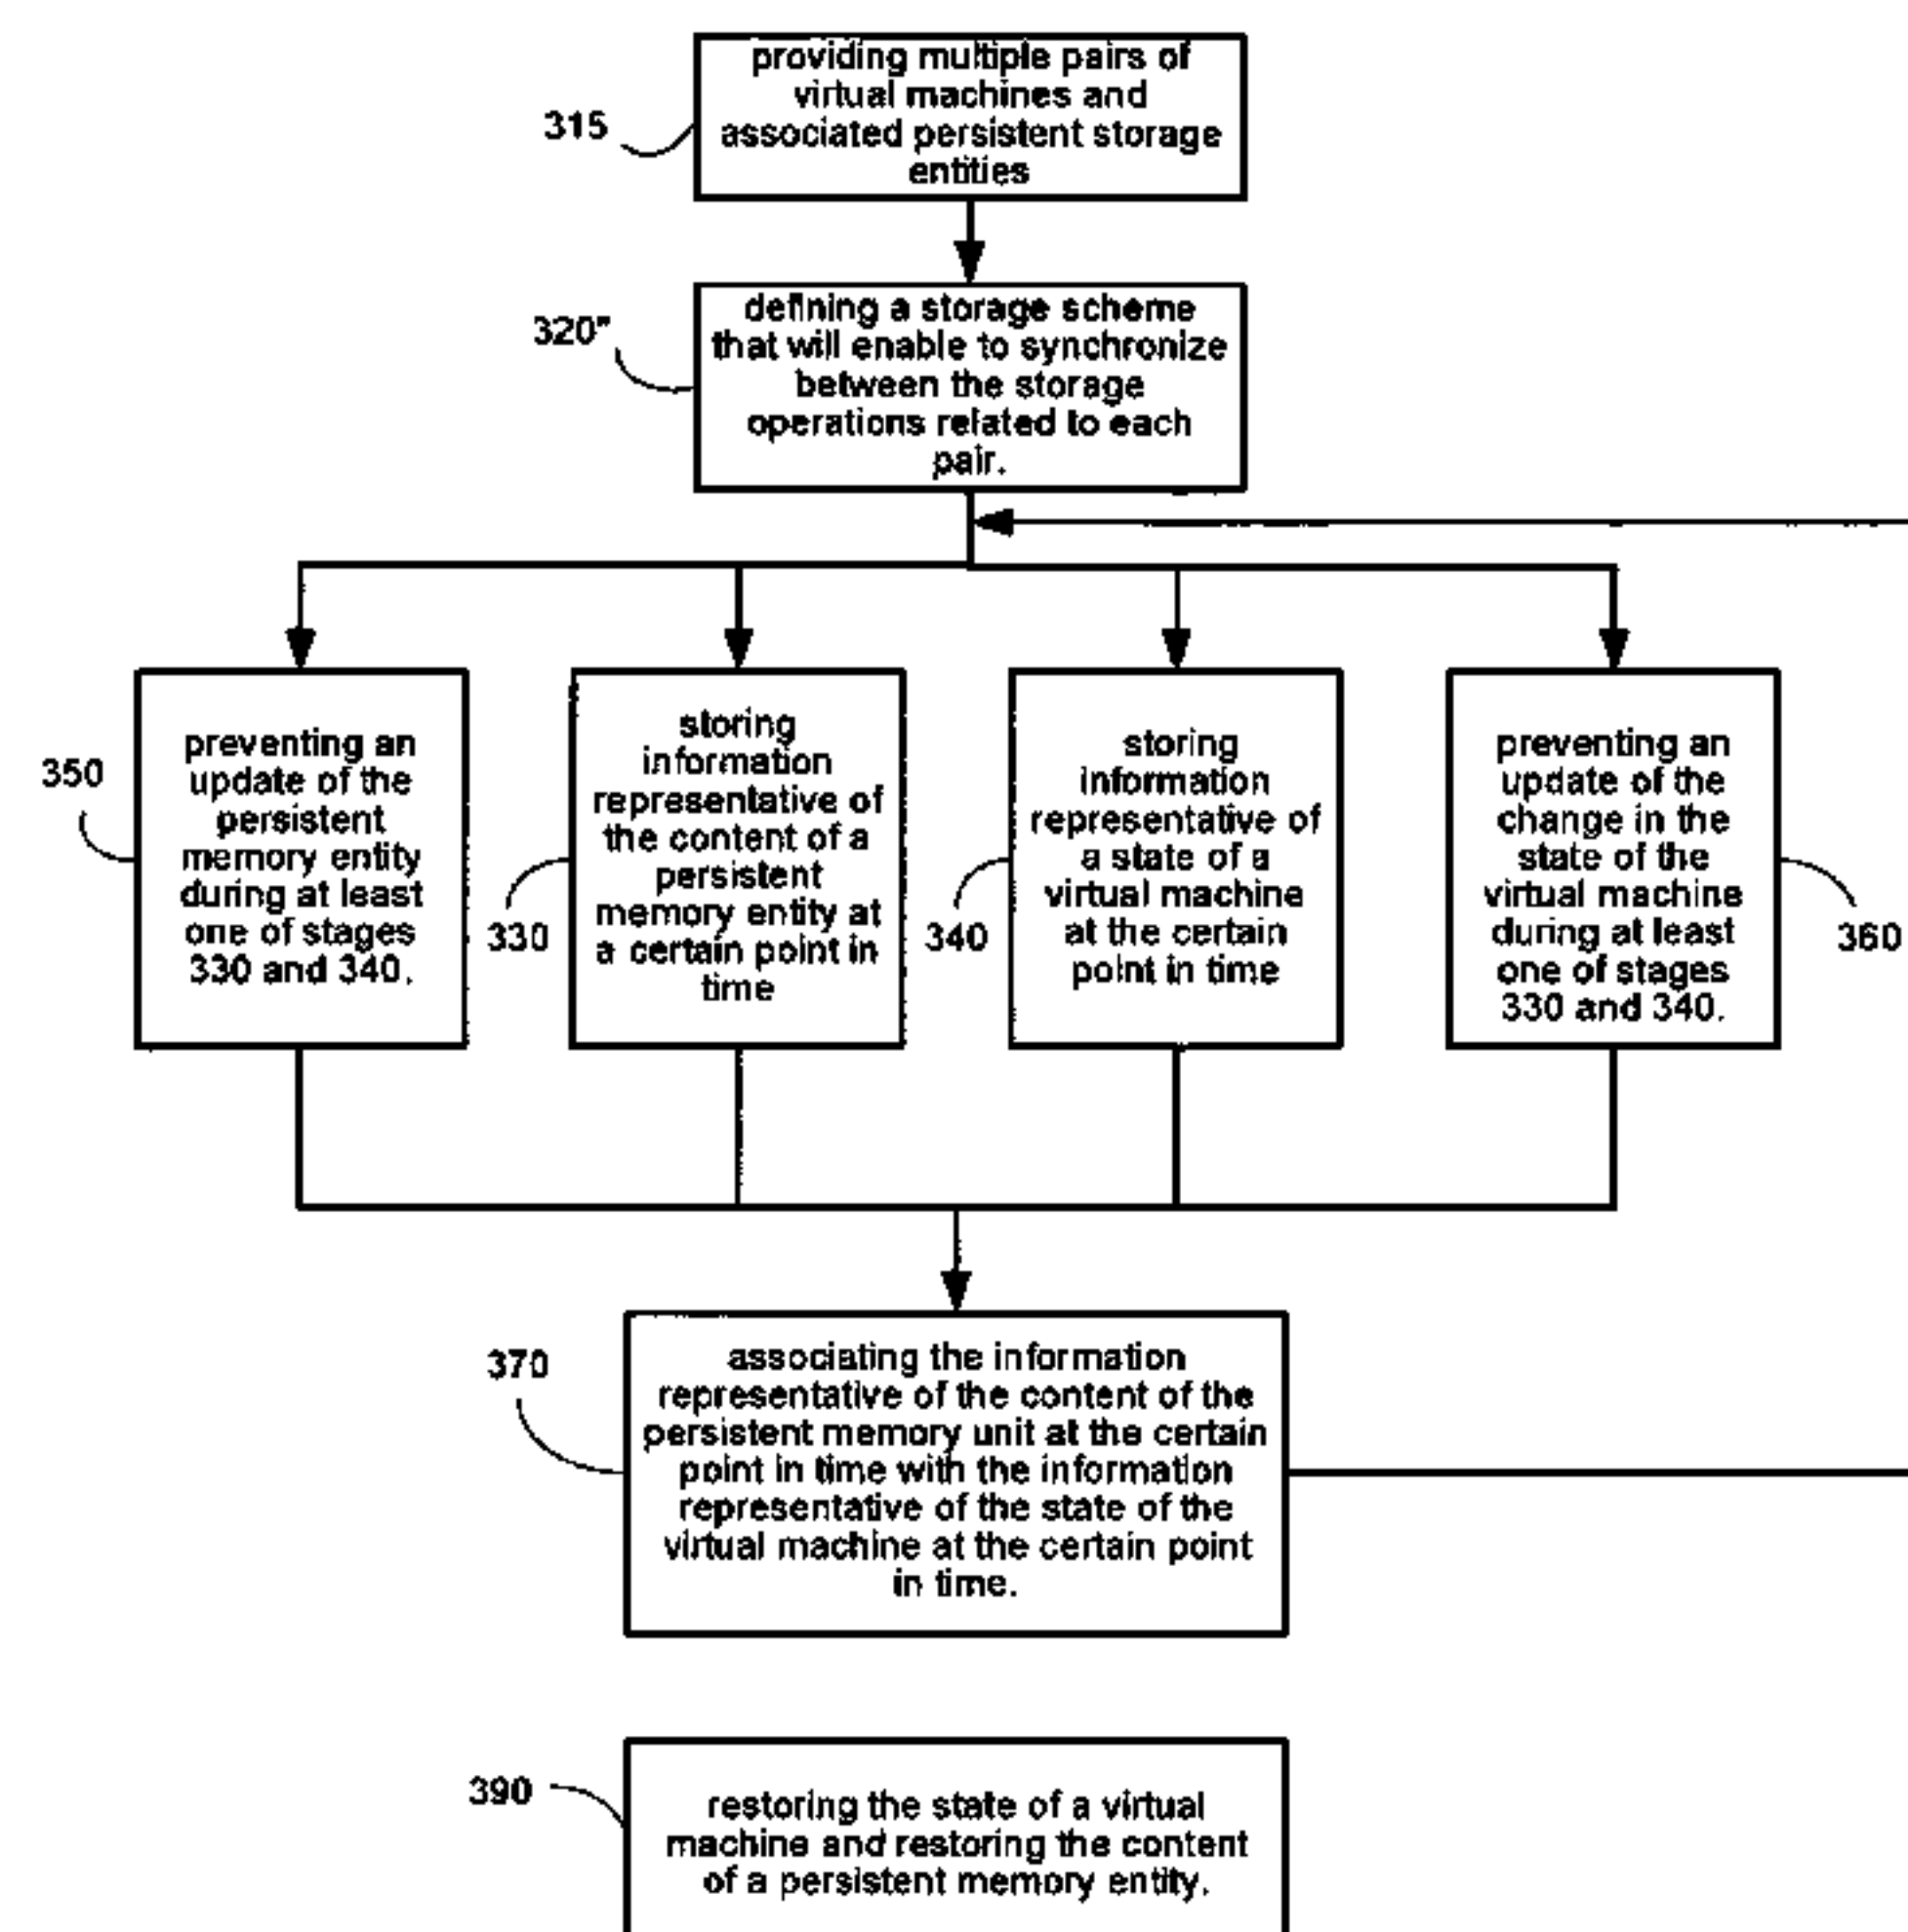 providing multiple pairs of
virtual machines and
associated persistent storage
entities
315
defining a storage scheme
that will enable to synchronize
between the storage
operations related to each
pair.
320"
preventing an
update of the
persistent
memory entity
during at least
one of stages
330 and 340.
350
storing
information
representative of
the content of a
persistent
memory entity at
a certain point in
time
330
storing
information
representative of
a state of a
virtual machine
at the certain
point in time
340
preventing an
update of the
change in the
state of the
virtual machine
during at least
one of stages
330 and 340.
360
370
associating the information
representative of the content of the
persistent memory unit at the certain
point in time with the information
representative of the state of the
virtual machine at the certain point
in time.
390
restoring the state of a virtual
machine and restoring the content
of a persistent memory entity.